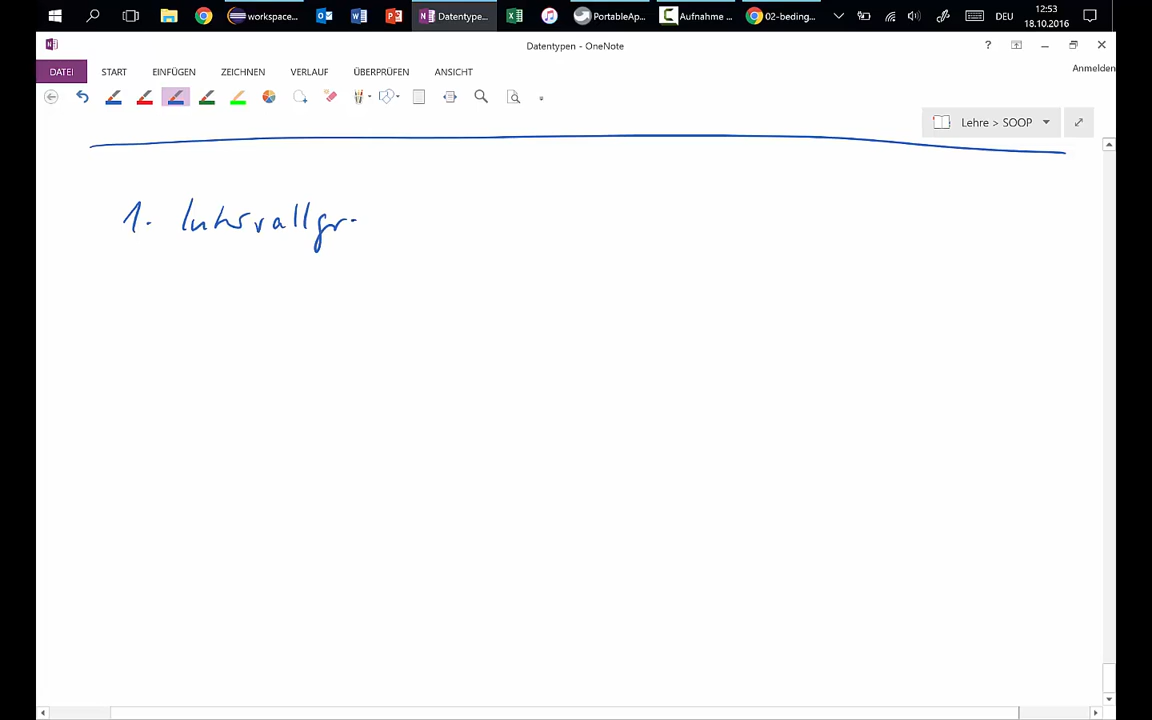 workspace...
Datentype...
PortableAp...
Aufnahme ...
02-beding...
DEU
12:53
18.10.2016
Datentypen - OneNote
?
DATEI START EINFÜGEN ZEICHNEN VERLAUF ÜBERPRÜFEN ANSICHT
Anmelden
Lehre > SOOP
1. Intervallgr.